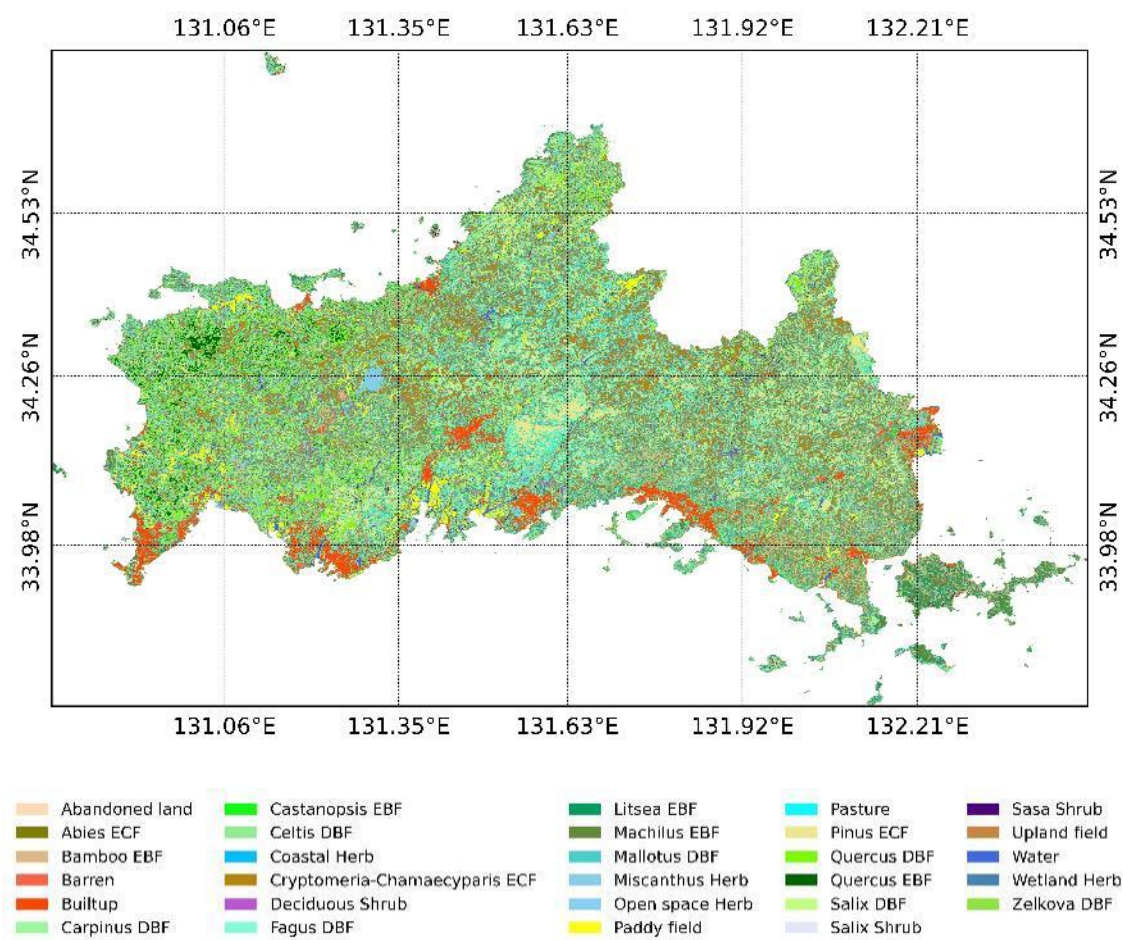 131.06°E 131.35°E 131.63°E 131.92°E 132.21°E
34.53°N 34.53°N
34.26°N 34.26°N
33.98°N 33.98°N
131.06°E 131.35°E 131.63°E 131.92°E 132.21°E
Abandoned land Castanopsis EBF Litsea EBF Pasture Sasa Shrub
Abies ECF Celtis DBF Machilus EBF Pinus ECF Upland field
Bamboo EBF Coastal Herb Mallotus DBF Quercus DBF Water
Barren Cryptomeria-Chamaecyparis ECF Miscanthus Herb Quercus EBF Wetland Herb
Builtup Deciduous Shrub Open space Herb Salix DBF Zelkova DBF
Carpinus DBF Fagus DBF Paddy field Salix Shrub